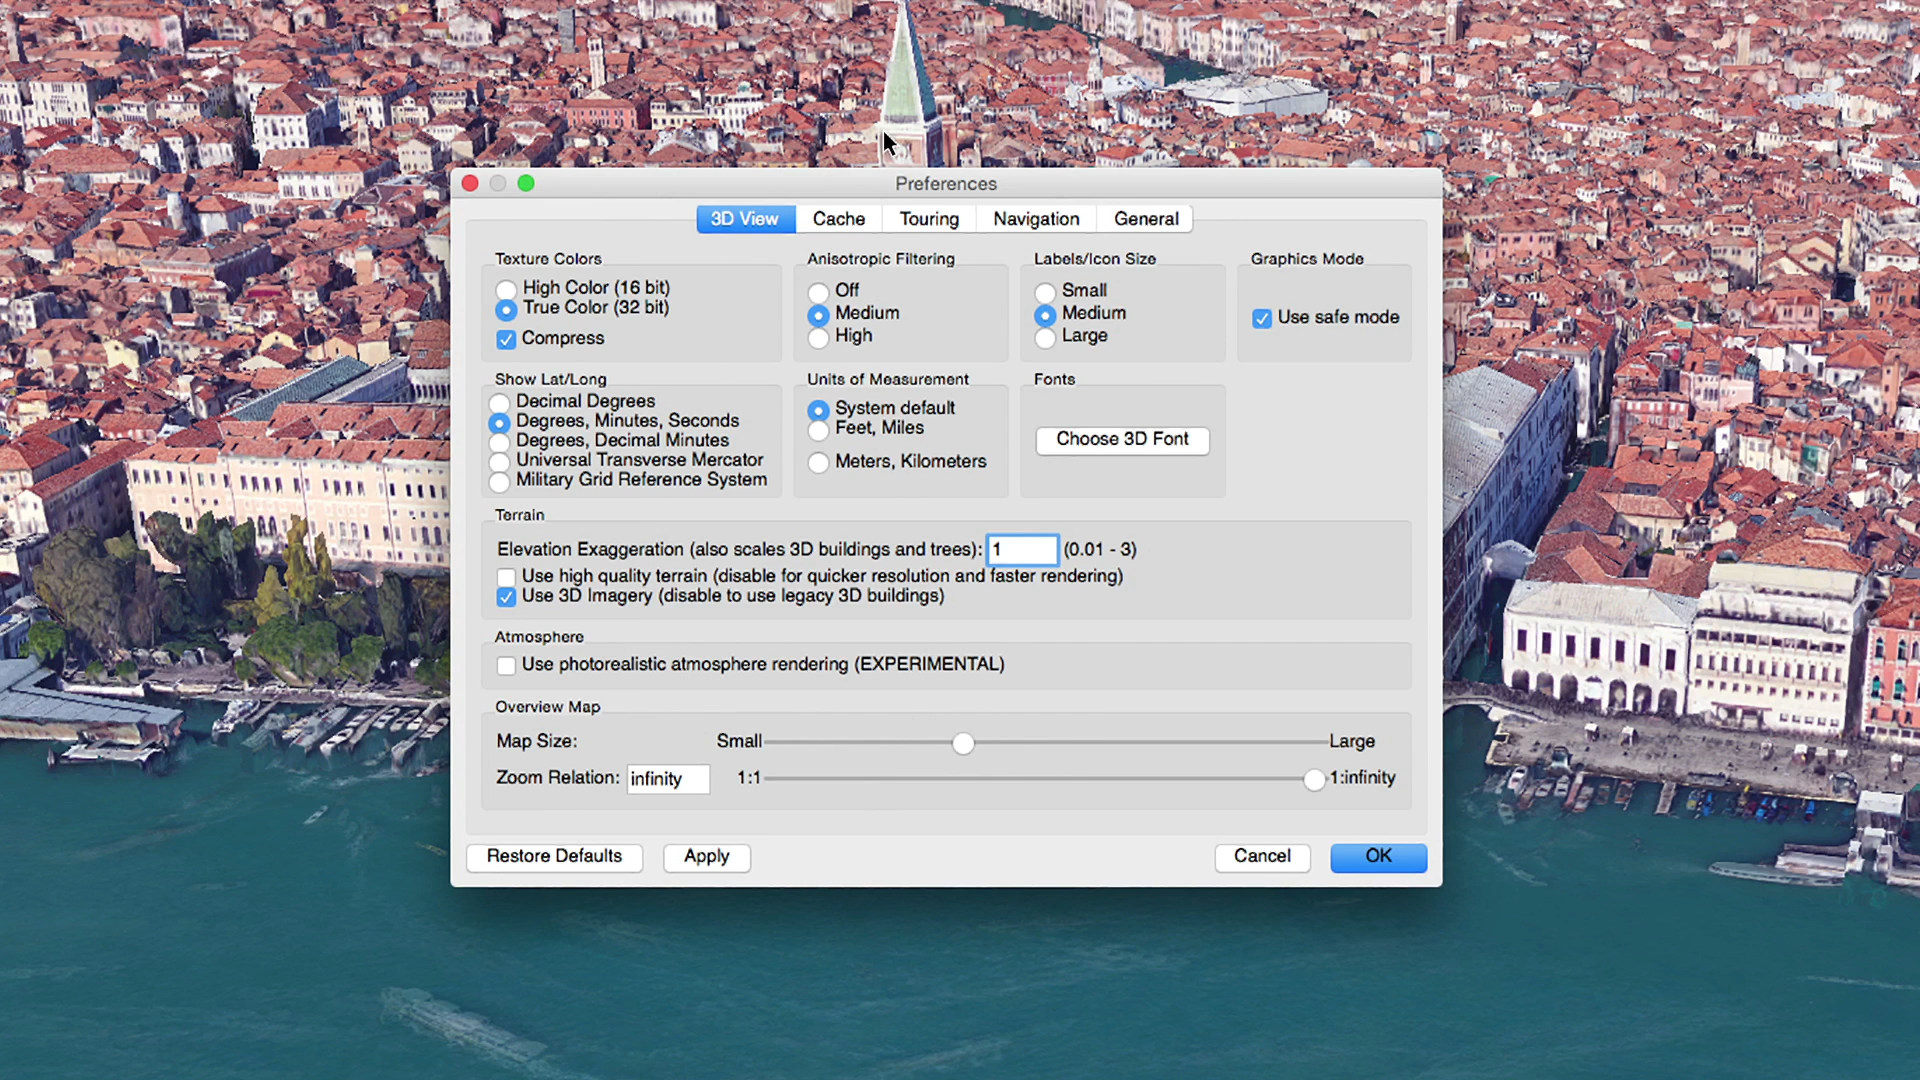 Preferences
3D View Cache Touring Navigation General
Texture Colors
High Color (16 bit)
True Color (32 bit)
Compress
Anisotropic Filtering
Off
Medium
High
Labels/Icon Size
Small
Medium
Large
Graphics Mode
Use safe mode
Show Lat/Long
Decimal Degrees
Degrees, Minutes, Seconds
Degrees, Decimal Minutes
Universal Transverse Mercator
Military Grid Reference System
Units of Measurement
System default
Feet, Miles
Meters, Kilometers
Fonts
Choose 3D Font
Terrain
Elevation Exaggeration (also scales 3D buildings and trees): 1 (0.01 - 3)
Use high quality terrain (disable for quicker resolution and faster rendering)
Use 3D Imagery (disable to use legacy 3D buildings)
Atmosphere
Use photorealistic atmosphere rendering (EXPERIMENTAL)
Overview Map
Map Size: Small Large
Zoom Relation: infinity 1:1 1:infinity
Restore Defaults Apply Cancel OK